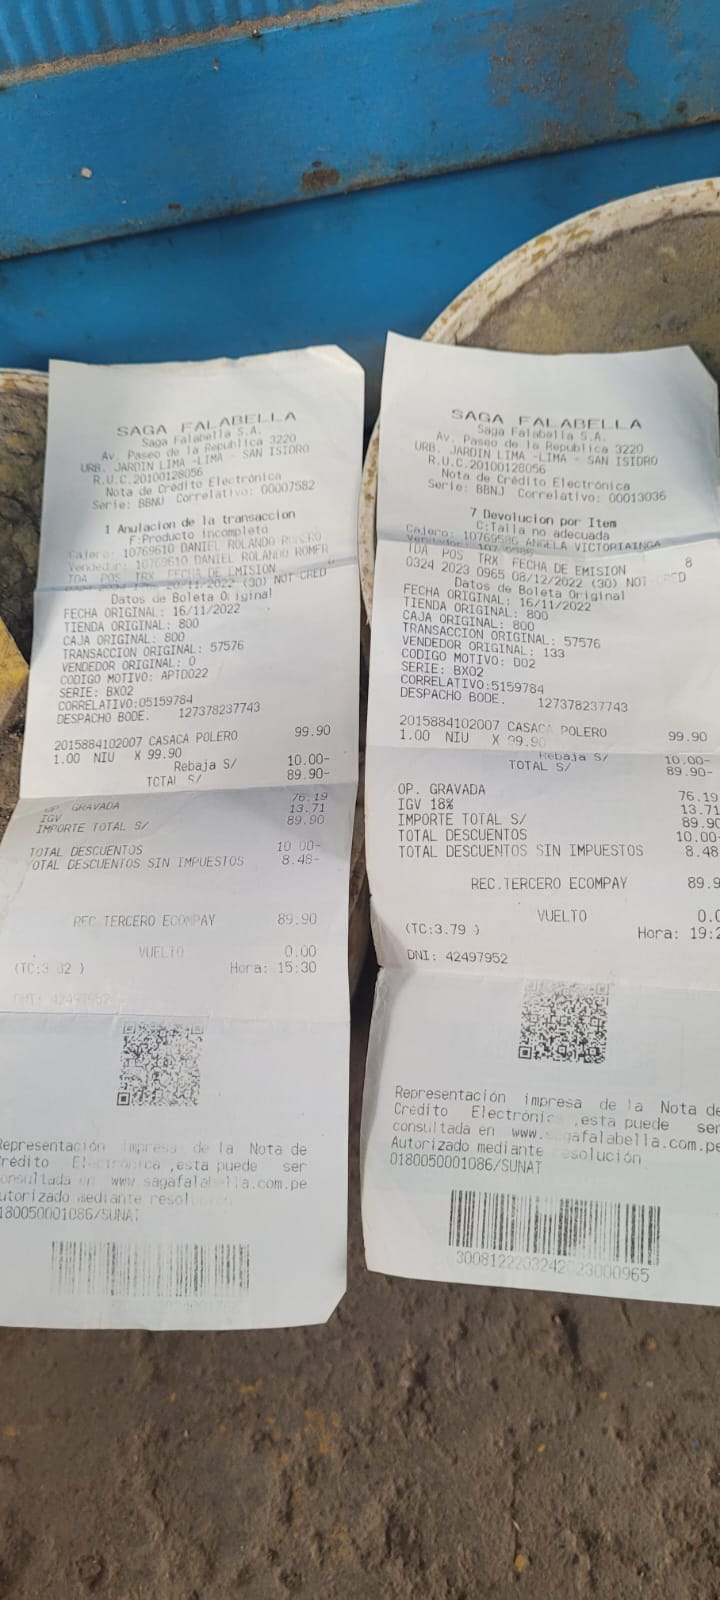 SAGA FALABELLA
Saga Falabella S.A.
Av. Paseo de la Republica 3220
URB. JARDIN LIMA -LIMA - SAN ISIDRO
R.U.C.20100128056
Nota de Crédito Electrónica
Serie: BBNU Correlativo: 00007582
1 Anulacion de la transaccion
F:Producto incompleto
Cajero: 10769610 DANIEL ROLANDO ROMERO
Vendedor: 10769610 DANIEL ROLANDO ROMER
TDA POS TRX FECHA DE EMISION
(30) NOT CRED
Datos de Boleta Original
FECHA ORIGINAL: 16/11/2022
TIENDA ORIGINAL: 800
CAJA ORIGINAL: 800
TRANSACCION ORIGINAL: 57576
VENDEDOR ORIGINAL: 0
CODIGO MOTIVO: APTD022
SERIE: BX02
CORRELATIVO:05159784
DESPACHO BODE. 127378237743
2015884102007 CASACA POLERO 99.90
1.00 NIU X 99.90
Rebaja S/ 10.00-
TOTAL S/ 89.90-
OP. GRAVADA 76.19
IGV 13.71
IMPORTE TOTAL S/ 89.90
TOTAL DESCUENTOS 10.00-
OTAL DESCUENTOS SIN IMPUESTOS 8.48-
REC.TERCERO ECOMPAY 89.90
VUELTO 0.00
(TC:3. 82 ) Hora: 15:30
DNI: 42497952
Representación impresa de la Nota de
Crédito Electrónica ,esta puede ser
consultada en www.sagafalabella.com.pe
utorizado mediante resolución
180050001086/SUNAT
SAGA FALABELLA
Saga Falabella S.A.
Av. Paseo de la Republica 3220
URB. JARDIN LIMA -LIMA - SAN ISIDRO
R.U.C.20100128056
Nota de Crédito Electrónica
Serie: BBNJ Correlativo: 00013036
7 Devolucion por Item
C:Talla no adecuada
Cajero: ANGELA VICTORIAINGA
Vendedor: 8
TDA POS TRX FECHA DE EMISION
0324 2023 0965 08/12/2022 (30) NOT CRED
Datos de Boleta Original
FECHA ORIGINAL: 16/11/2022
TIENDA ORIGINAL: 800
CAJA ORIGINAL: 800
TRANSACCION ORIGINAL: 57576
VENDEDOR ORIGINAL: 133
CODIGO MOTIVO: D02
SERIE: BX02
CORRELATIVO:5159784
DESPACHO BODE. 127378237743
2015884102007 CASACA POLERO 99.90
1.00 NIU X 99.90
Rebaja S/ 10.00-
TOTAL S/ 89.90-
OP. GRAVADA 76.19
IGV 18% 13.71
IMPORTE TOTAL S/ 89.90
TOTAL DESCUENTOS 10.00-
TOTAL DESCUENTOS SIN IMPUESTOS 8.48
REC.TERCERO ECOMPAY 89.9
VUELTO 0.0
(TC:3.79 ) Hora: 19:2
DNI: 42497952
Representación impresa de la Nota de
Crédito Electrónica ,esta puede ser
consultada en www.sagafalabella.com.pe
Autorizado mediante resolución
0180050001086/SUNAT